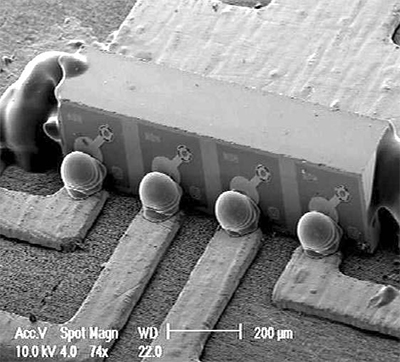 Acc.V Spot Magn WD 200 µm
10.0 kV 4.0 74x 22.0